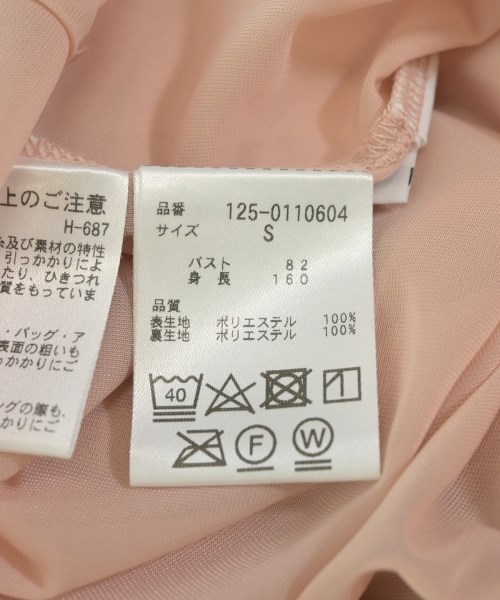 上のご注意
H-687
糸及び素材の特性
引っかかりによ
たり、ひきつれ
質をもっていま
・バッグ・ア
表面の粗いも
っかかりにご
ングの際も、
かかりにご
品番 125-0110604
サイズ S
バスト 82
身長 160
品質
表生地 ポリエステル 100%
裏生地 ポリエステル 100%
40
F W